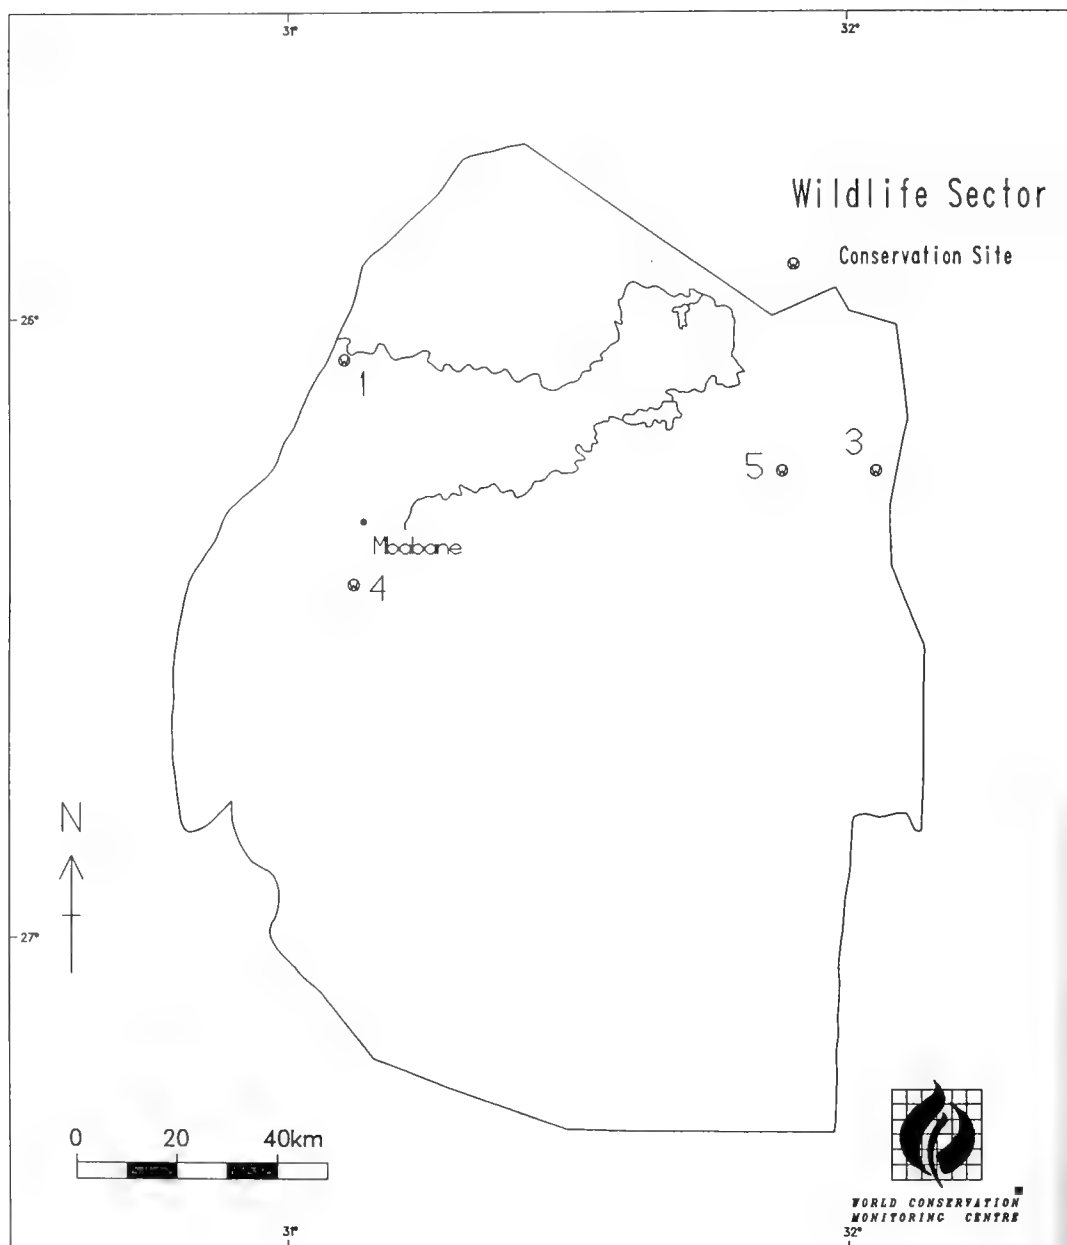 31°
32°
Wildlife Sector
Conservation Site
26°
1
5
3
Mbabane
4
N
27°
0 20 40km
WORLD CONSERVATION
MONITORING CENTRE
31°
32°